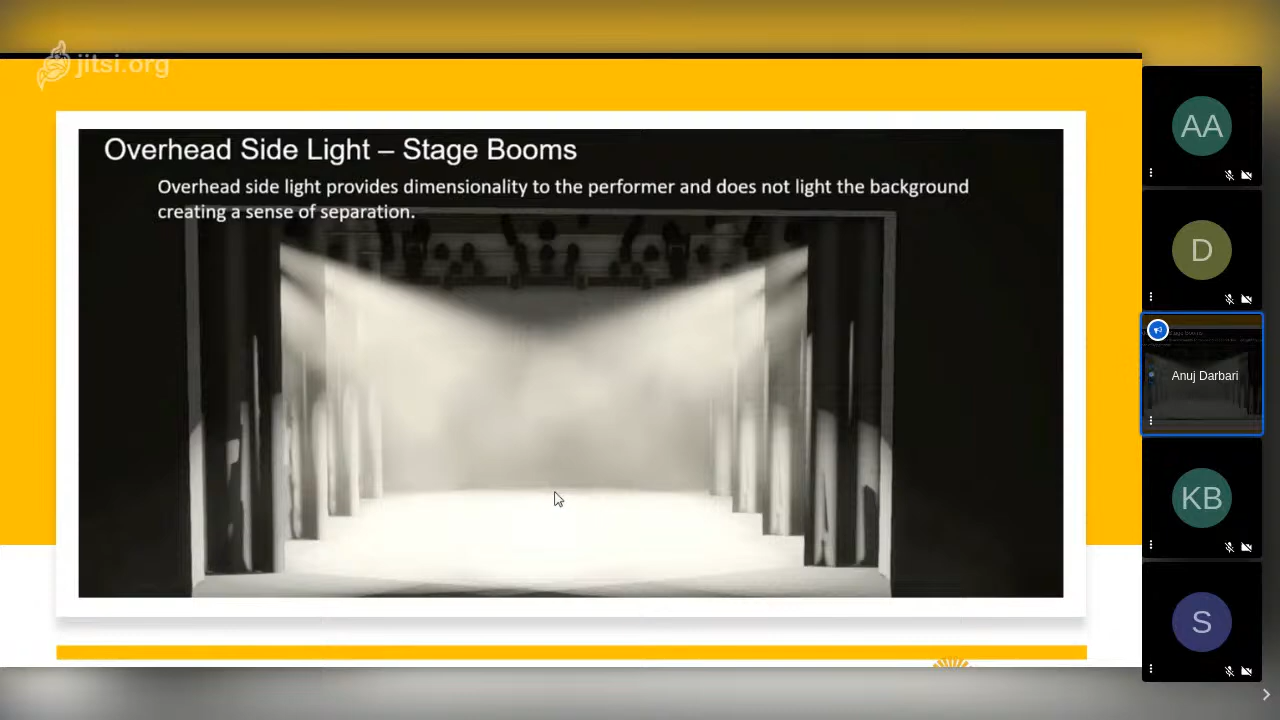 jitsi.org
Overhead Side Light – Stage Booms
Overhead side light provides dimensionality to the performer and does not light the background
creating a sense of separation.
AA
D
Anuj Darbari
KB
S